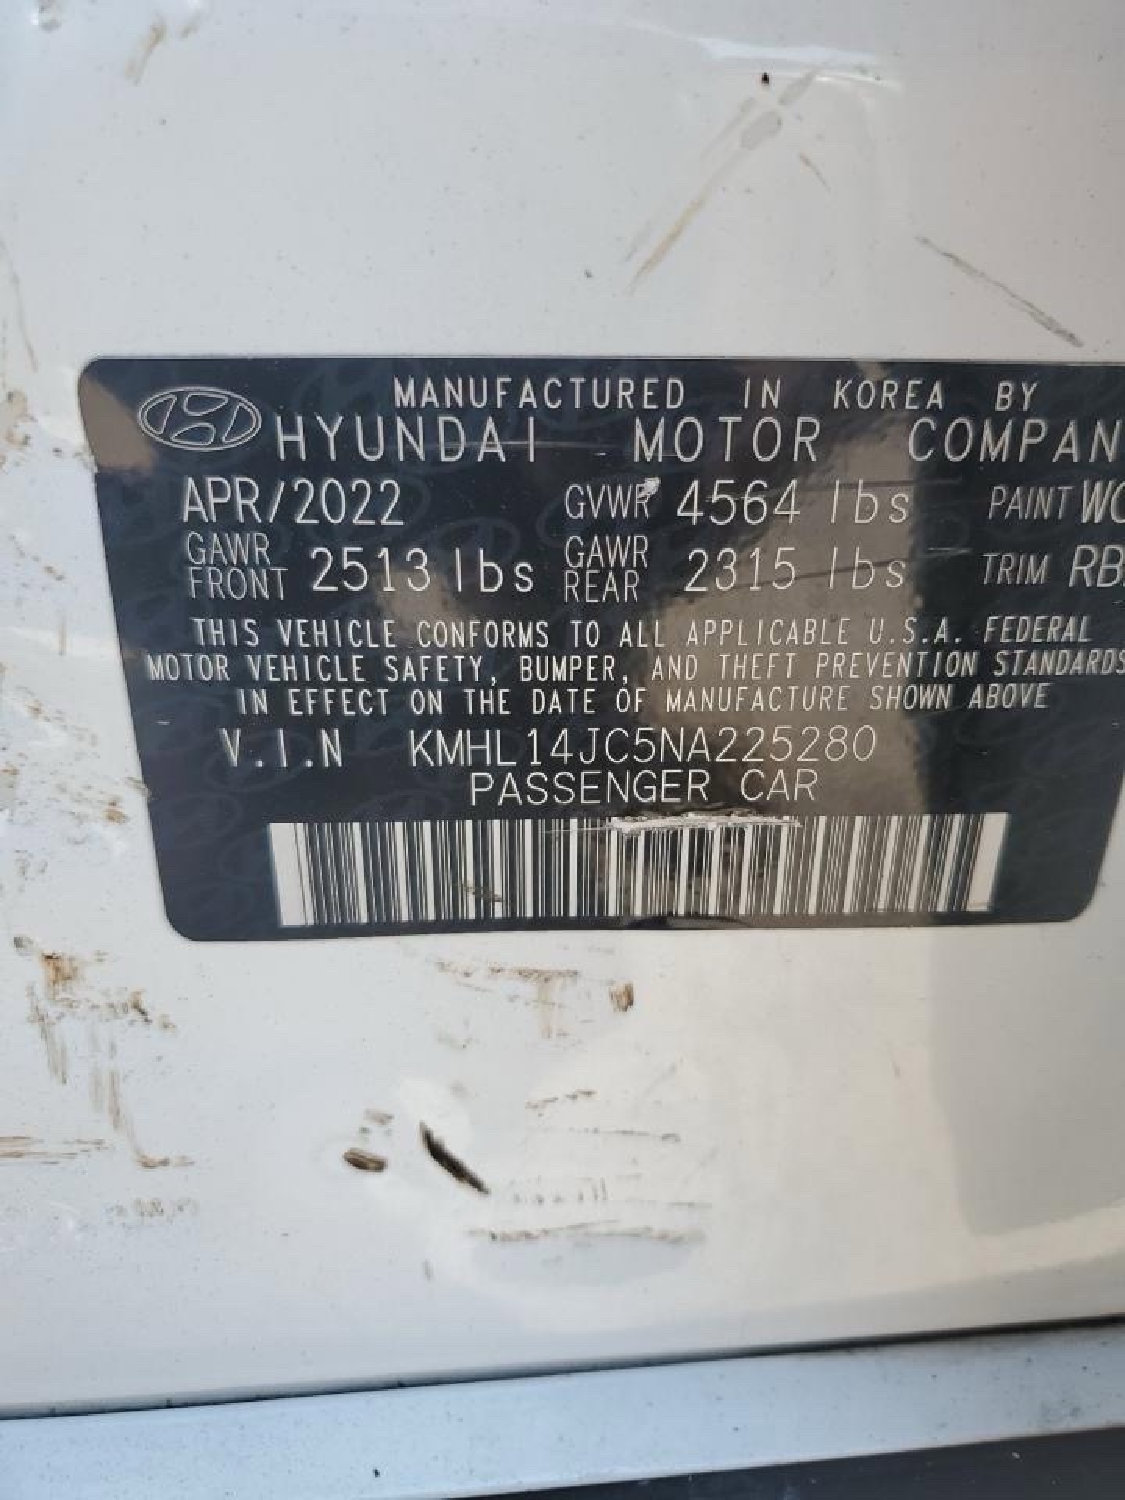 MANUFACTURED IN KOREA BY
HYUNDAI MOTOR COMPAN
APR/2022 GVWR 4564 lbs PAINT WC
GAWR FRONT 2513 lbs GAWR REAR 2315 lbs TRIM RB
THIS VEHICLE CONFORMS TO ALL APPLICABLE U.S.A. FEDERAL
MOTOR VEHICLE SAFETY, BUMPER, AND THEFT PREVENTION STANDARDS
IN EFFECT ON THE DATE OF MANUFACTURE SHOWN ABOVE
V.I.N KMHL14JC5NA225280
PASSENGER CAR